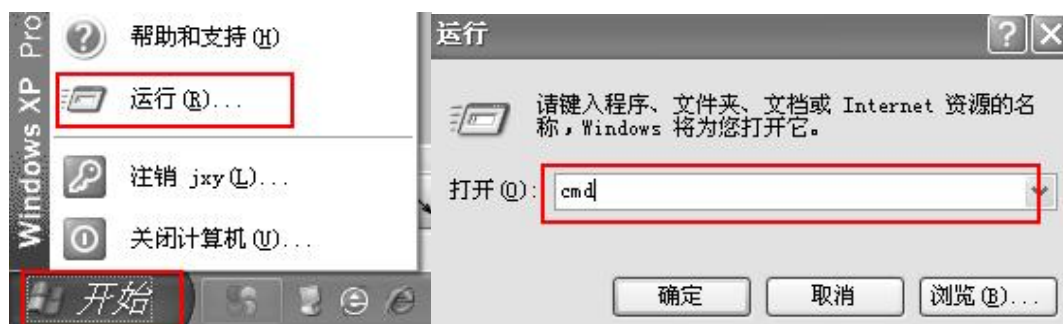 Windows XP Pro
帮助和支持(H)
运行(R)...
注销 jxy(L)...
关闭计算机(U)...
开始
运行
请键入程序、文件夹、文档或 Internet 资源的名
称，Windows 将为您打开它。
打开(O):
cmd
确定
取消
浏览(B)...